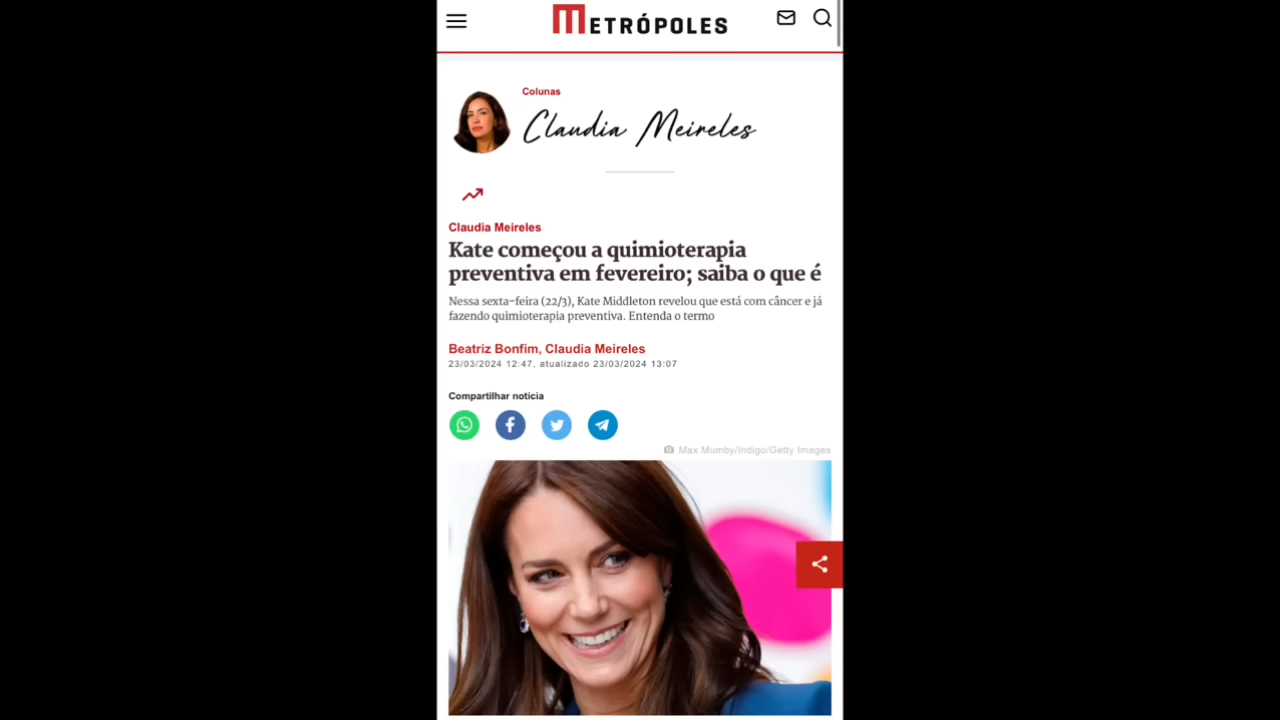 METRÓPOLES
Colunas
Claudia Meireles
Claudia Meireles
Kate começou a quimioterapia
preventiva em fevereiro; saiba o que é
Nessa sexta-feira (22/3), Kate Middleton revelou que está com câncer e já
fazendo quimioterapia preventiva. Entenda o termo
Beatriz Bonfim, Claudia Meireles
23/03/2024 12:47, atualizado 23/03/2024 13:07
Compartilhar notícia
Max Mumby/Indigo/Getty Images